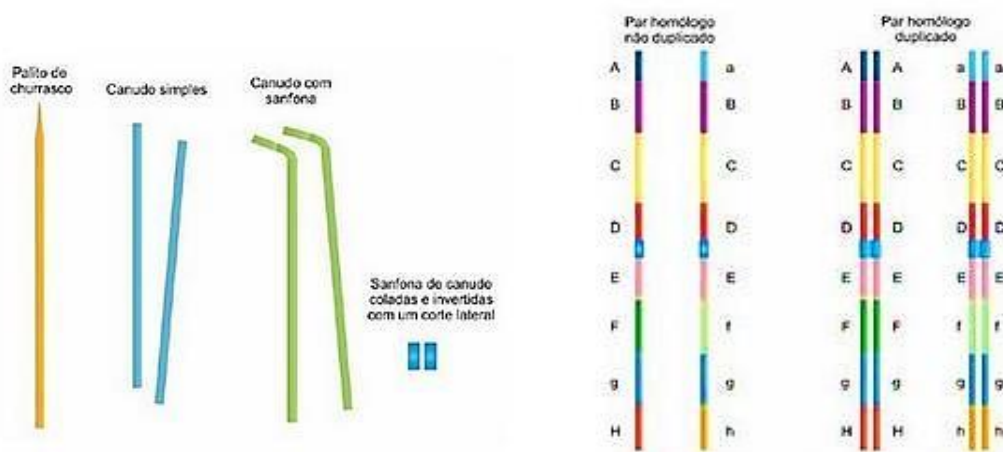 Palito de
churrasco
Canudo simples
Canudo com
sanfona
Sanfona de canudo
coladas e invertidas
com um corte lateral
Par homólogo
não duplicado
A a
B B
C C
D D
E E
F f
g g
H h
Par homólogo
duplicado
A A a a
B B B B
C C C C
D D D D
E E E E
F F f f
g g g g
H H h h